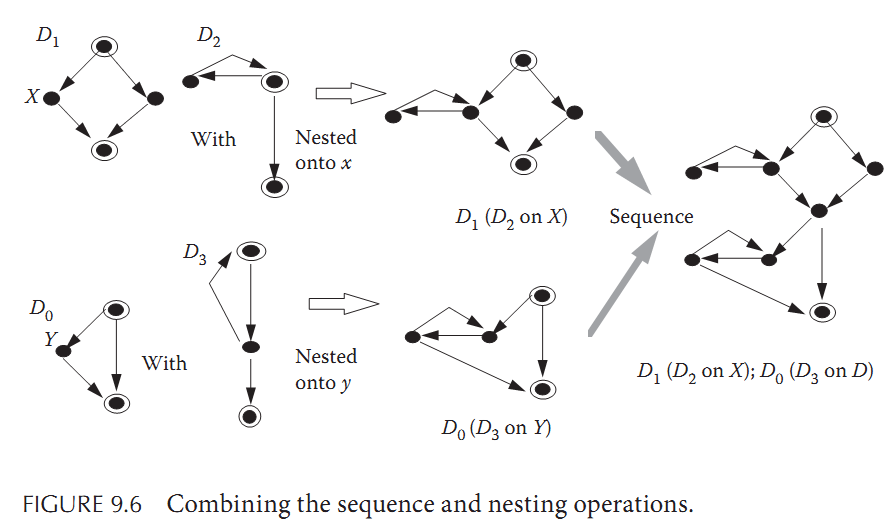 D1
D2
X
With
Nested
onto x
D1 (D2 on X)
Sequence
D3
D0
Y
With
Nested
onto y
D0 (D3 on Y)
D1 (D2 on X); D0 (D3 on D)
FIGURE 9.6 Combining the sequence and nesting operations.